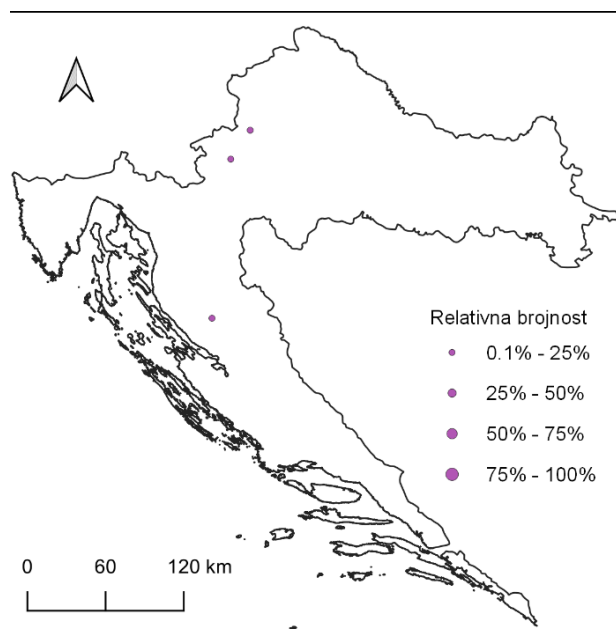 Relativna brojnost
0.1% - 25%
25% - 50%
50% - 75%
75% - 100%
0 60 120 km